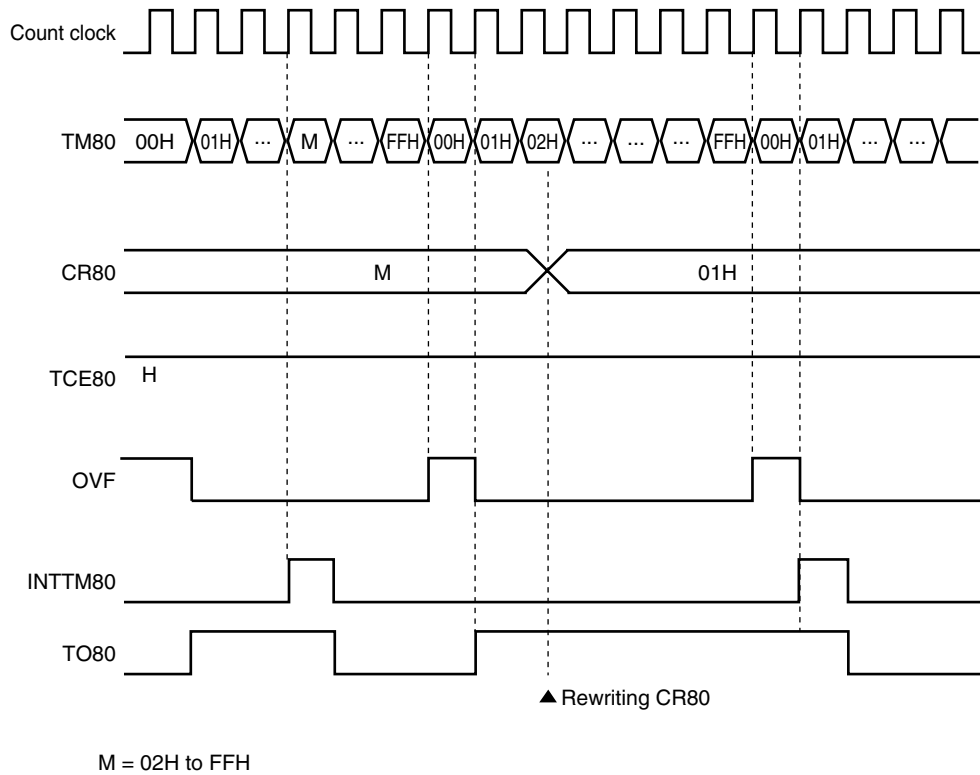 Count clock
TM80 00H 01H ... M ... FFH 00H 01H 02H ... ... ... FFH 00H 01H ... ...
CR80 M 01H
TCE80 H
OVF
INTTM80
TO80
▲ Rewriting CR80
M = 02H to FFH